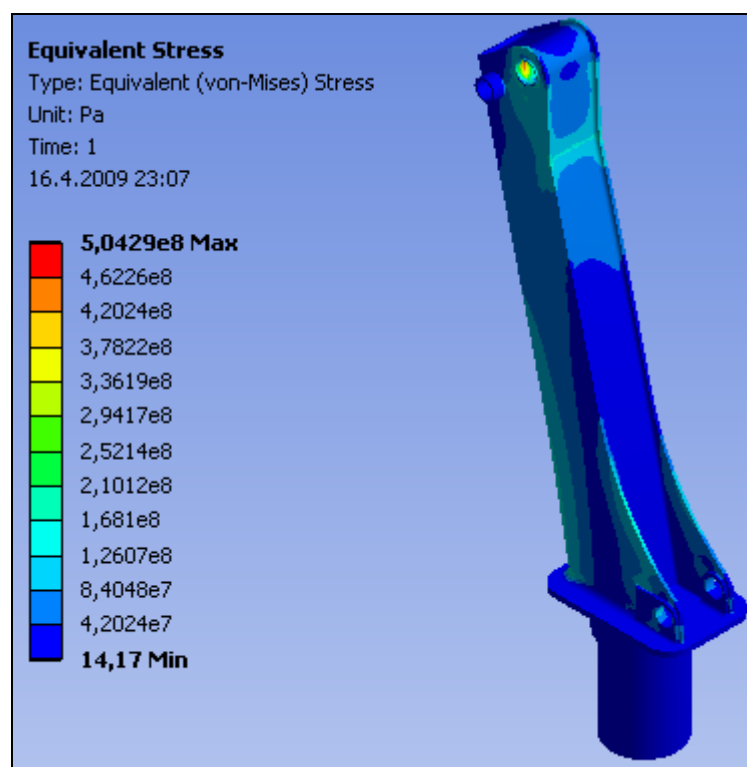 Equivalent Stress
Type: Equivalent (von-Mises) Stress
Unit: Pa
Time: 1
16.4.2009 23:07
5,0429e8 Max
4,6226e8
4,2024e8
3,7822e8
3,3619e8
2,9417e8
2,5214e8
2,1012e8
1,681e8
1,2607e8
8,4048e7
4,2024e7
14,17 Min